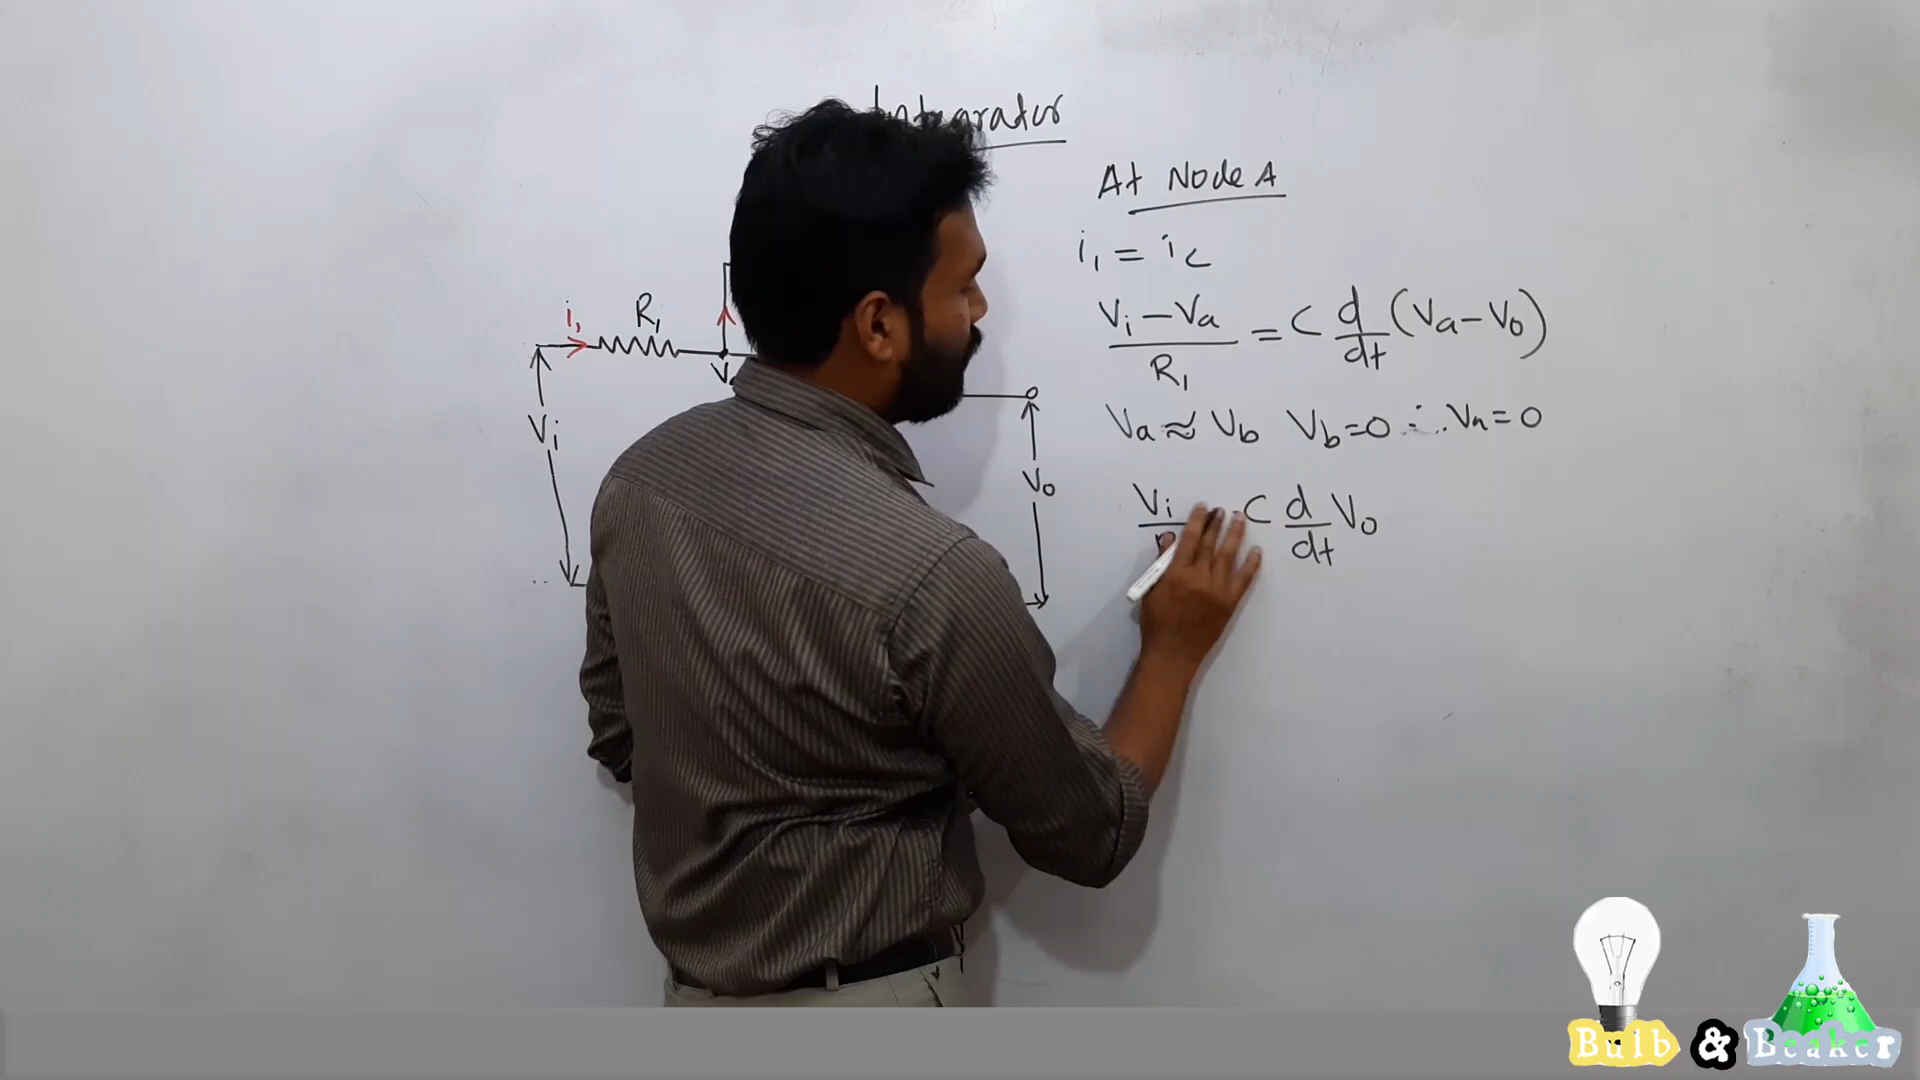 Integrator
At Node A
i₁ = i꜀
Vi − Va / R₁ = C d/dt (Va − Vo)
Va ≈ Vb Vb = 0 ∴ Va = 0
Vi C d/dt Vo
i₁
R₁
Vi
Vo
Bulb & Beaker